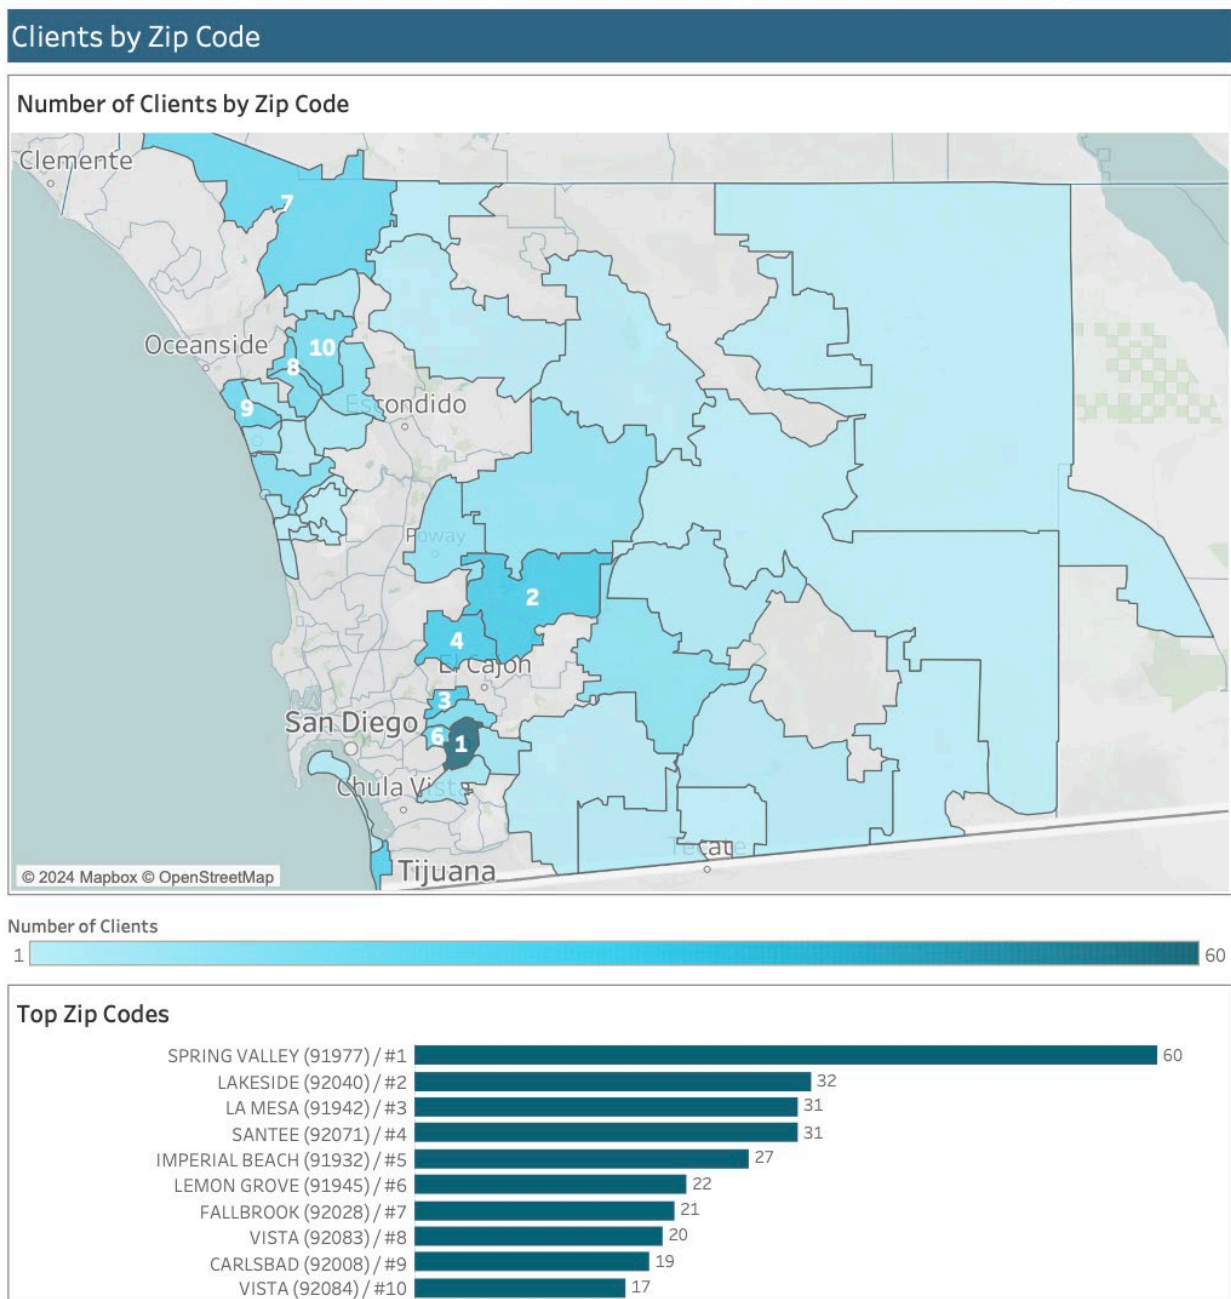 Clients by Zip Code
Number of Clients by Zip Code
Clemente
7
Oceanside
10
8
9
Escondido
Poway
2
4
El Cajon
3
San Diego
6
1
Chula Vista
Tecate
Tijuana
© 2024 Mapbox © OpenStreetMap
Number of Clients
1 60
Top Zip Codes
SPRING VALLEY (91977) / #1 60
LAKESIDE (92040) / #2 32
LA MESA (91942) / #3 31
SANTEE (92071) / #4 31
IMPERIAL BEACH (91932) / #5 27
LEMON GROVE (91945) / #6 22
FALLBROOK (92028) / #7 21
VISTA (92083) / #8 20
CARLSBAD (92008) / #9 19
VISTA (92084) / #10 17